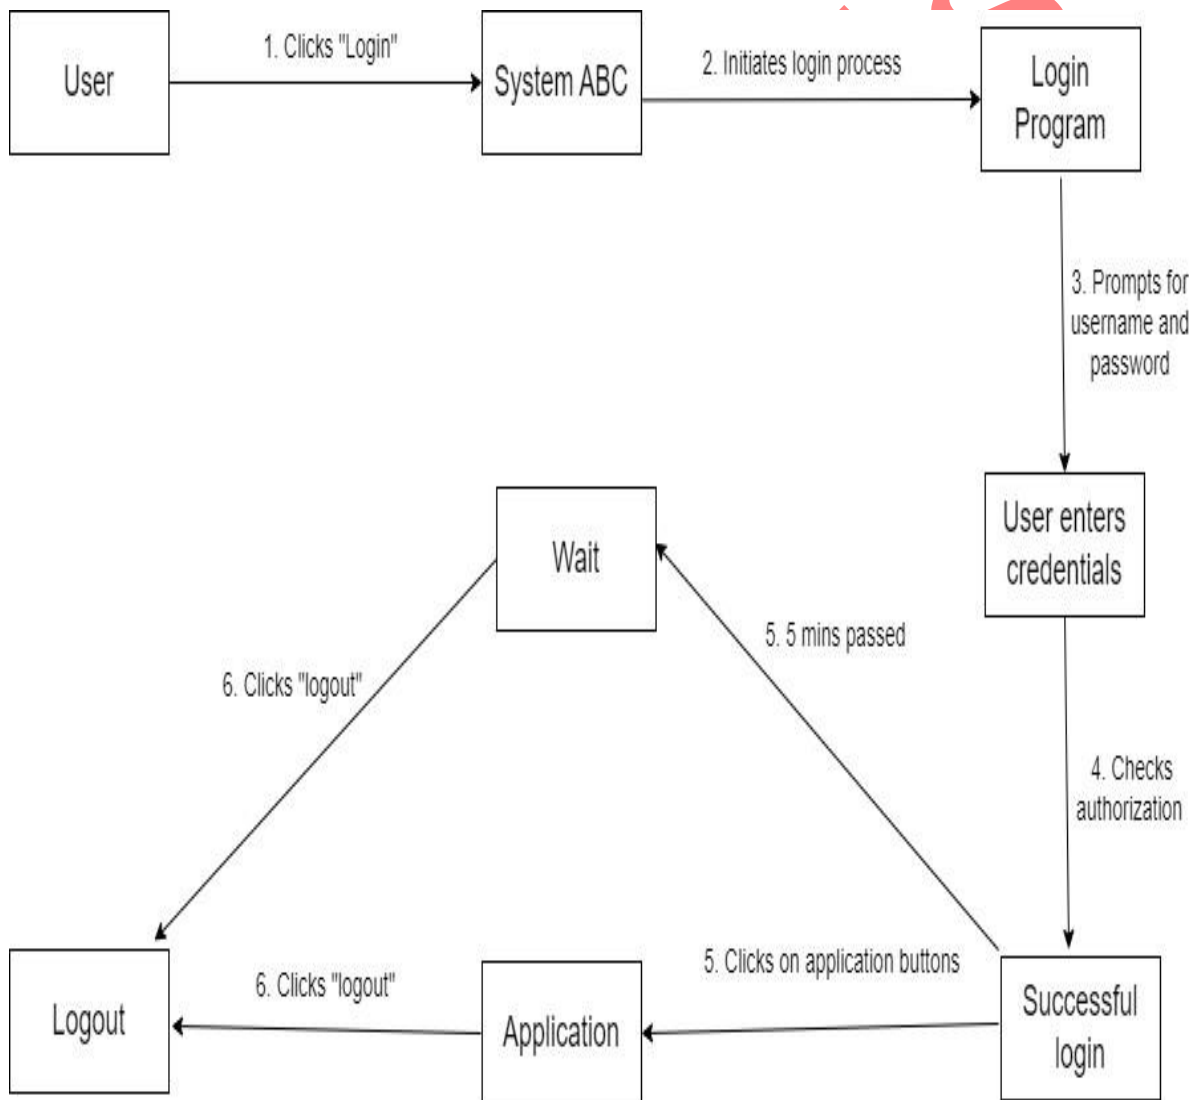 User
1. Clicks "Login"
System ABC
2. Initiates login process
Login
Program
3. Prompts for
username and
password
User enters
credentials
Wait
5. 5 mins passed
6. Clicks "logout"
4. Checks
authorization
Successful
login
5. Clicks on application buttons
Application
6. Clicks "logout"
Logout